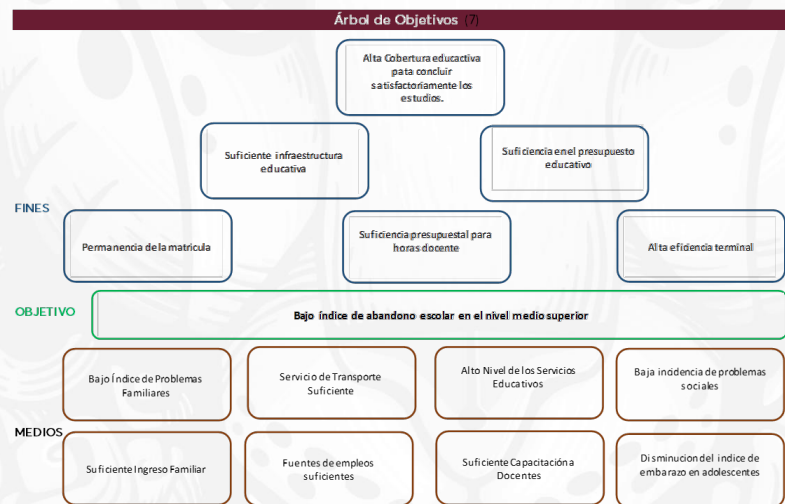 Árbol de Objetivos (7)
Alta Cobertura educactiva
pata concluir
satisfactoriamente los
estudios.
Suficiente infraestructura
educativa
Suficiencia en el presupuesto
educativo
FINES
Permanencia de la matricula
Suficiencia presupuestal para
horas docente
Alta eficiencia terminal
OBJETIVO
Bajo índice de abandono escolar en el nivel medio superior
Bajo Índice de Problemas
Familiares
Servicio de Transporte
Suficiente
Alto Nivel de los Servicios
Educativos
Baja incidencia de problemas
sociales
MEDIOS
Suficiente Ingreso Familiar
Fuentes de empleos
suficientes
Suficiente Capacitación a
Docentes
Disminucion del indice de
embarazo en adolescentes